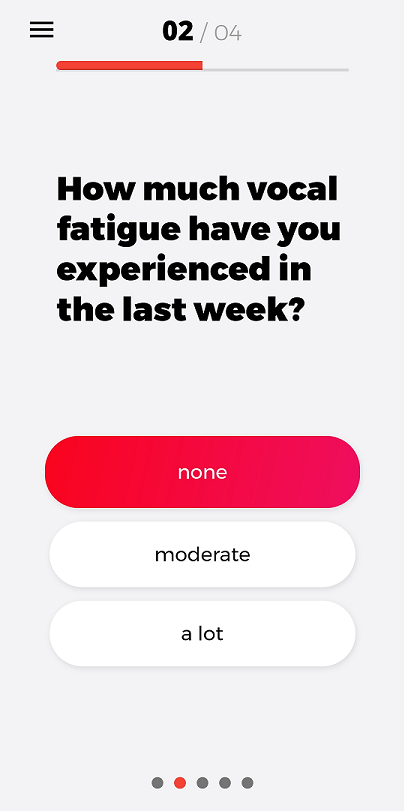 02 / 04
How much vocal
fatigue have you
experienced in
the last week?
none
moderate
a lot